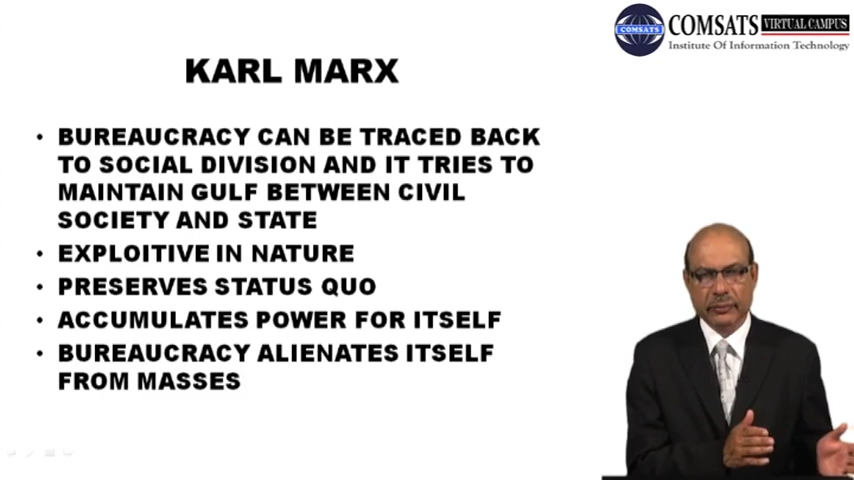 COMSATS
COMSATS VIRTUAL CAMPUS
Institute Of Information Technology
KARL MARX
• BUREAUCRACY CAN BE TRACED BACK
TO SOCIAL DIVISION AND IT TRIES TO
MAINTAIN GULF BETWEEN CIVIL
SOCIETY AND STATE
• EXPLOITIVE IN NATURE
• PRESERVES STATUS QUO
• ACCUMULATES POWER FOR ITSELF
• BUREAUCRACY ALIENATES ITSELF
FROM MASSES